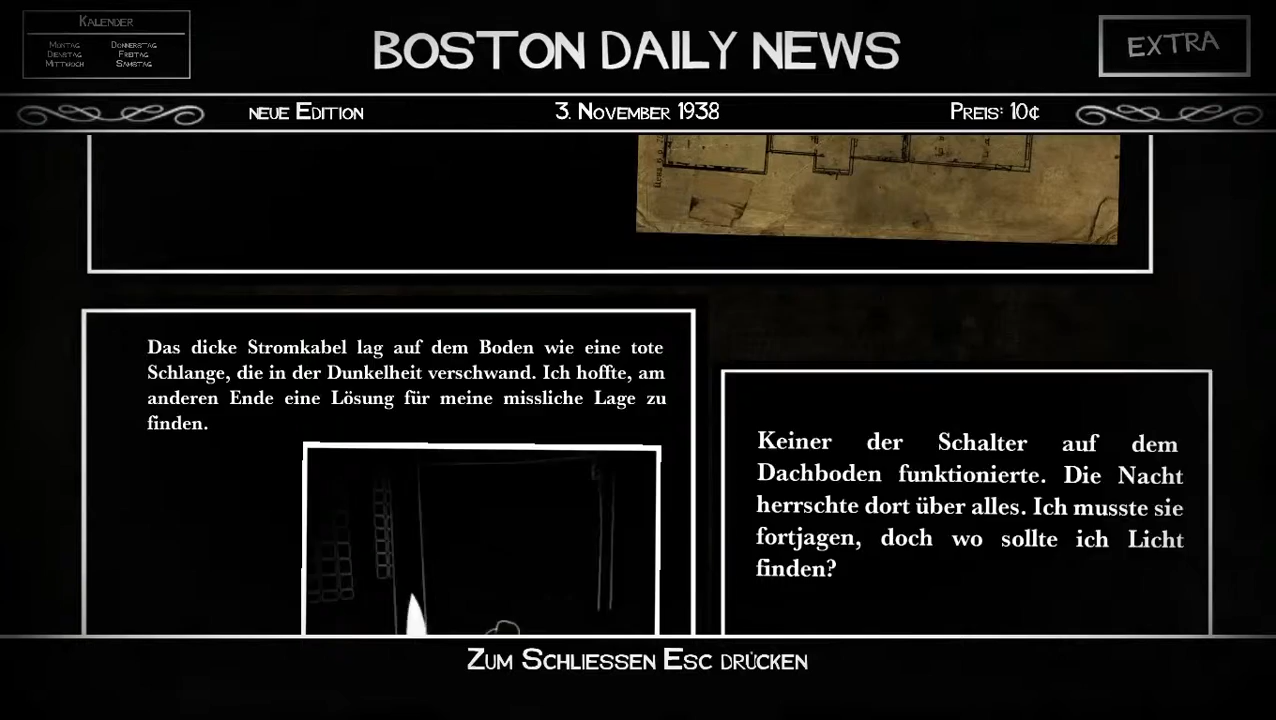 KALENDER
MONTAG DONNERSTAG
DIENSTAG FREITAG
MITTWOCH SAMSTAG
BOSTON DAILY NEWS
EXTRA
NEUE EDITION 3. NOVEMBER 1938 PREIS: 10¢
Das dicke Stromkabel lag auf dem Boden wie eine tote
Schlange, die in der Dunkelheit verschwand. Ich hoffte, am
anderen Ende eine Lösung für meine missliche Lage zu
finden.
Keiner der Schalter auf dem
Dachboden funktionierte. Die Nacht
herrschte dort über alles. Ich musste sie
fortjagen, doch wo sollte ich Licht
finden?
ZUM SCHLIESSEN ESC DRÜCKEN